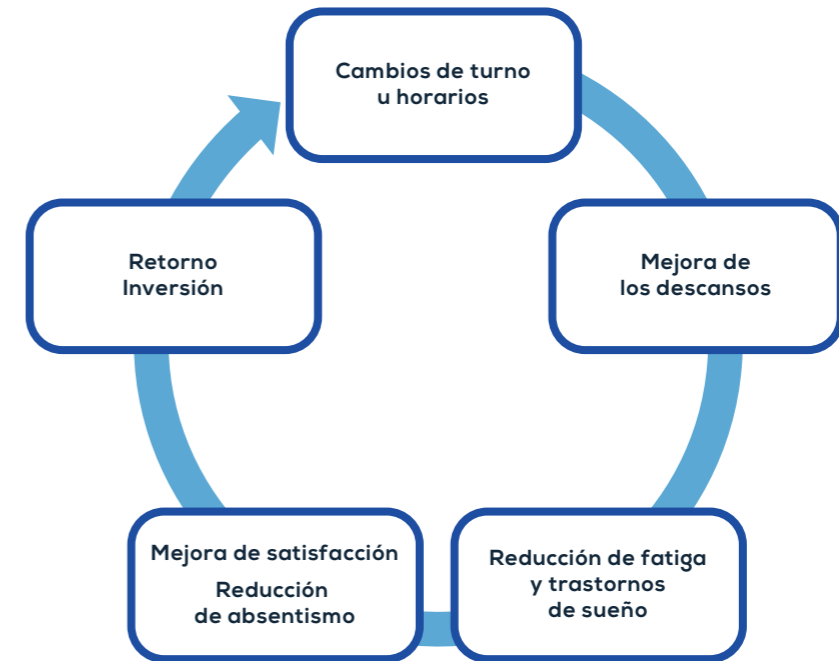 Cambios de turno
u horarios
Mejora de
los descansos
Reducción de fatiga
y trastornos
de sueño
Mejora de satisfacción
Reducción
de absentismo
Retorno
Inversión